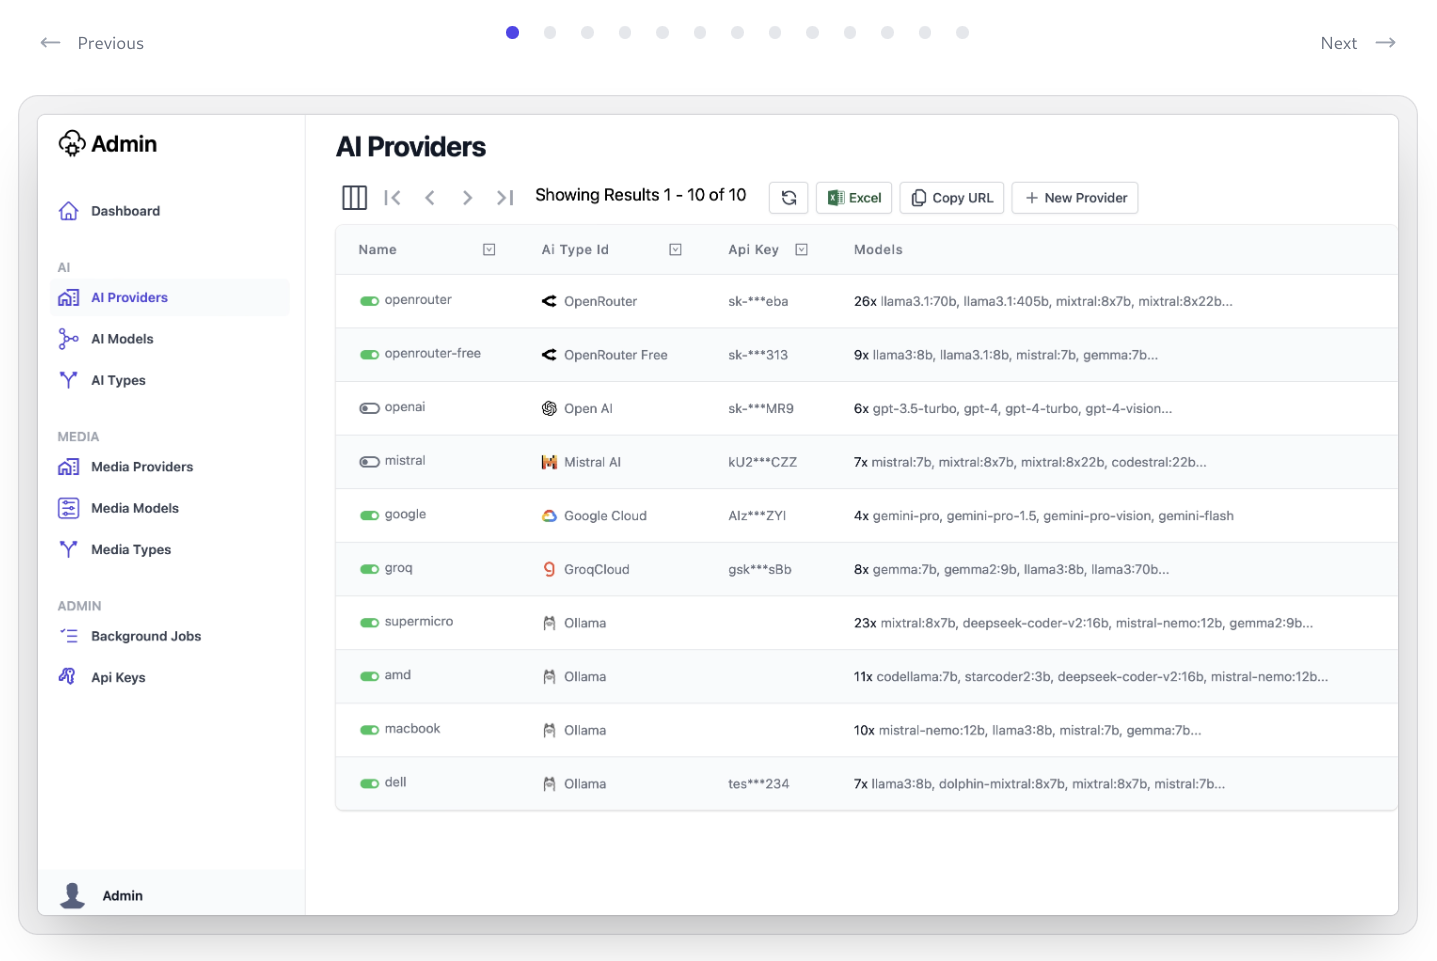 Previous
Next
Admin
AI Providers
Showing Results 1 - 10 of 10
Excel
Copy URL
New Provider
Dashboard
AI
AI Providers
AI Models
AI Types
MEDIA
Media Providers
Media Models
Media Types
ADMIN
Background Jobs
Api Keys
Admin
Name Ai Type Id Api Key Models
openrouter OpenRouter sk-***eba 26x llama3.1:70b, llama3.1:405b, mixtral:8x7b, mixtral:8x22b...
openrouter-free OpenRouter Free sk-***313 9x llama3:8b, llama3.1:8b, mistral:7b, gemma:7b...
openai Open AI sk-***MR9 6x gpt-3.5-turbo, gpt-4, gpt-4-turbo, gpt-4-vision...
mistral Mistral AI kU2***CZZ 7x mistral:7b, mixtral:8x7b, mixtral:8x22b, codestral:22b...
google Google Cloud AIz***ZYI 4x gemini-pro, gemini-pro-1.5, gemini-pro-vision, gemini-flash
groq GroqCloud gsk***sBb 8x gemma:7b, gemma2:9b, llama3:8b, llama3:70b...
supermicro Ollama 23x mixtral:8x7b, deepseek-coder-v2:16b, mistral-nemo:12b, gemma2:9b...
amd Ollama 11x codellama:7b, starcoder2:3b, deepseek-coder-v2:16b, mistral-nemo:12b...
macbook Ollama 10x mistral-nemo:12b, llama3:8b, mistral:7b, gemma:7b...
dell Ollama tes***234 7x llama3:8b, dolphin-mixtral:8x7b, mixtral:8x7b, mistral:7b...